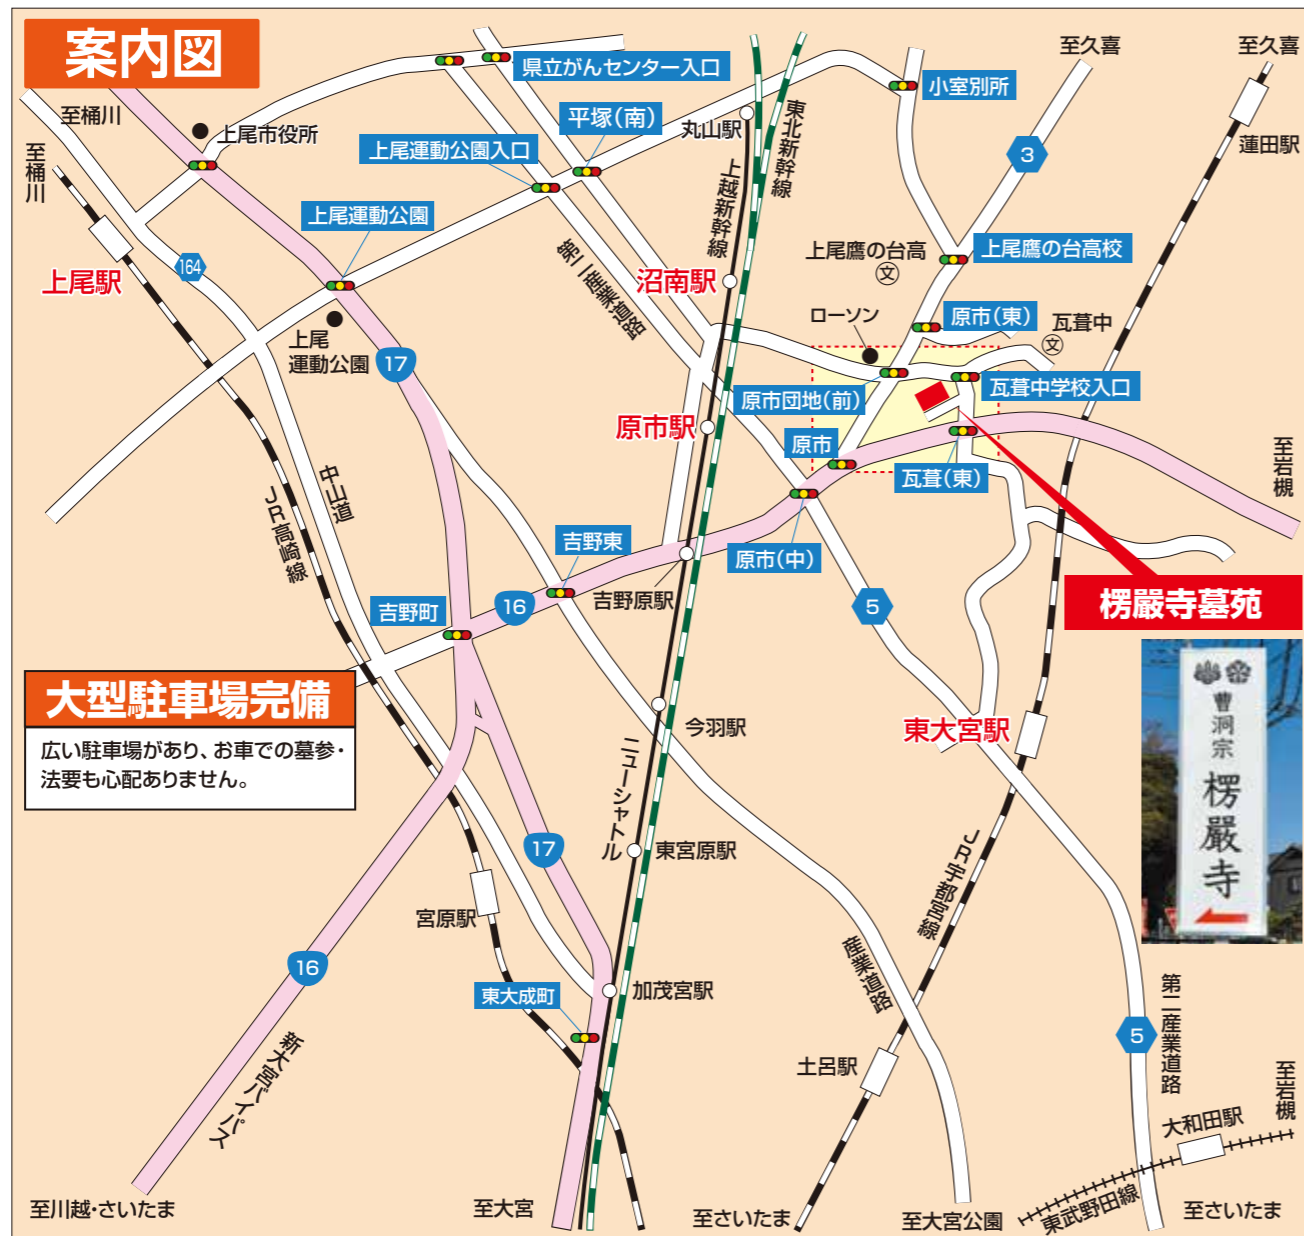 案内図
県立がんセンター入口
小室別所
至久喜
至久喜
至桶川
上尾市役所
平塚(南)
丸山駅
東北新幹線
蓮田駅
至桶川
上尾運動公園入口
3
上越新幹線
上尾運動公園
上尾鷹の台高
文
上尾鷹の台高校
164
上尾駅
第二産業道路
沼南駅
ローソン
原市(東)
瓦葺中
文
上尾
運動公園
17
原市団地(前)
瓦葺中学校入口
原市駅
原市
瓦葺(東)
至岩槻
中山道
JR高崎線
吉野東
原市(中)
吉野町
16
吉野原駅
5
楞嚴寺墓苑
大型駐車場完備
広い駐車場があり、お車での墓参・
法要も心配ありません。
今羽駅
東大宮駅
曹洞宗
楞嚴寺
ニューシャトル
17
東宮原駅
JR宇都宮線
宮原駅
16
産業道路
東大成町
加茂宮駅
第二産業道路
5
新大宮バイパス
土呂駅
至岩槻
大和田駅
東武野田線
至川越・さいたま
至大宮
至さいたま
至大宮公園
至さいたま